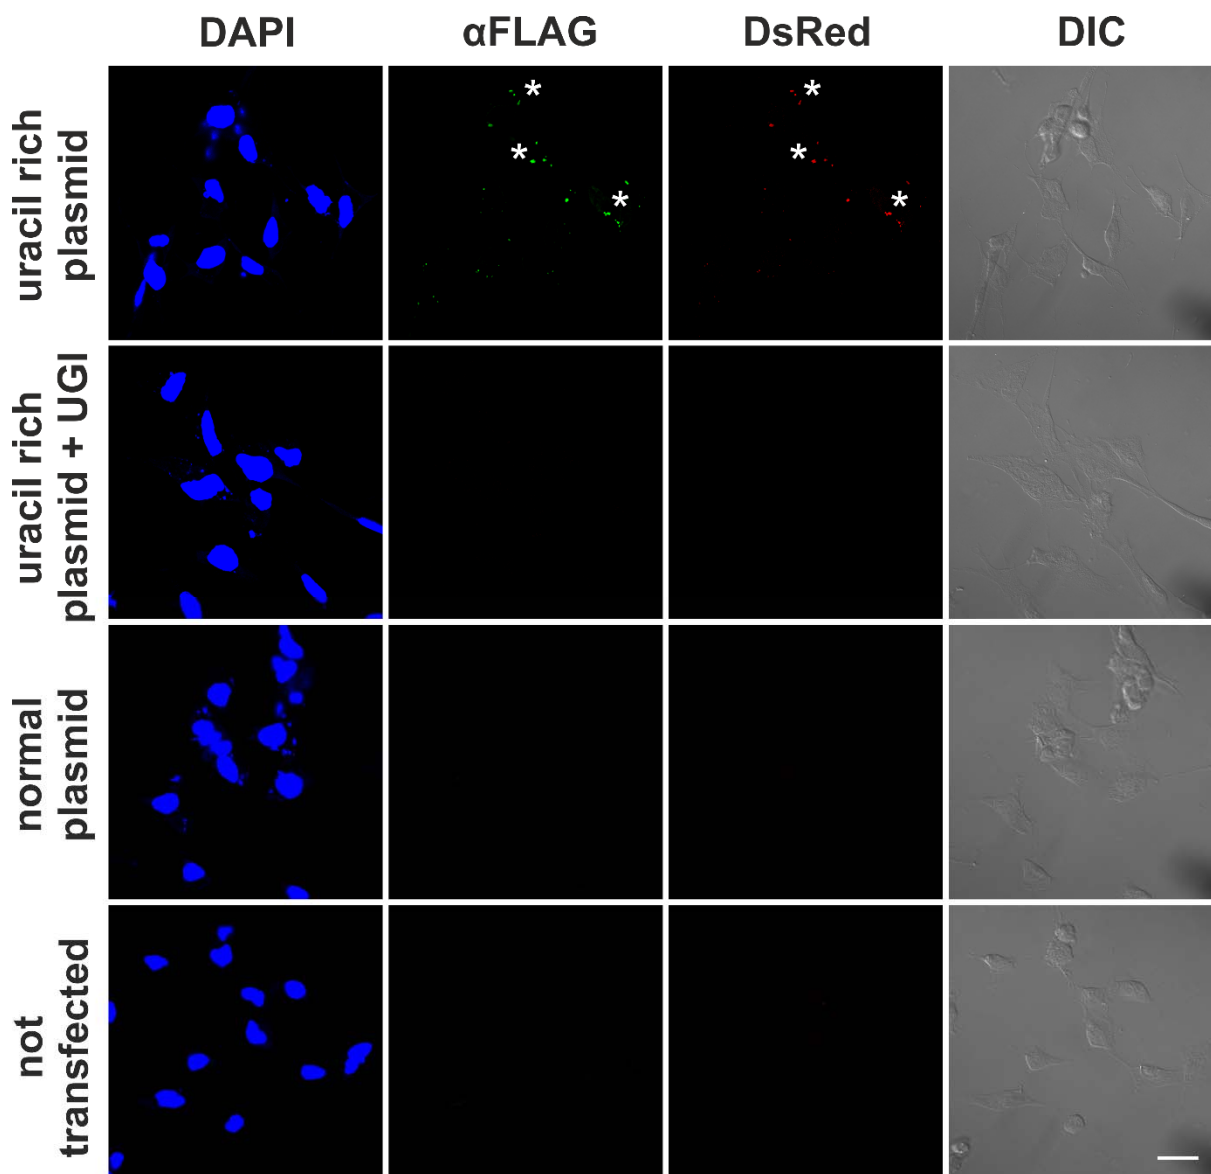 DAPI
αFLAG
DsRed
DIC
uracil rich
plasmid
*
*
*
*
*
*
uracil rich
plasmid + UGI
normal
plasmid
not
transfected